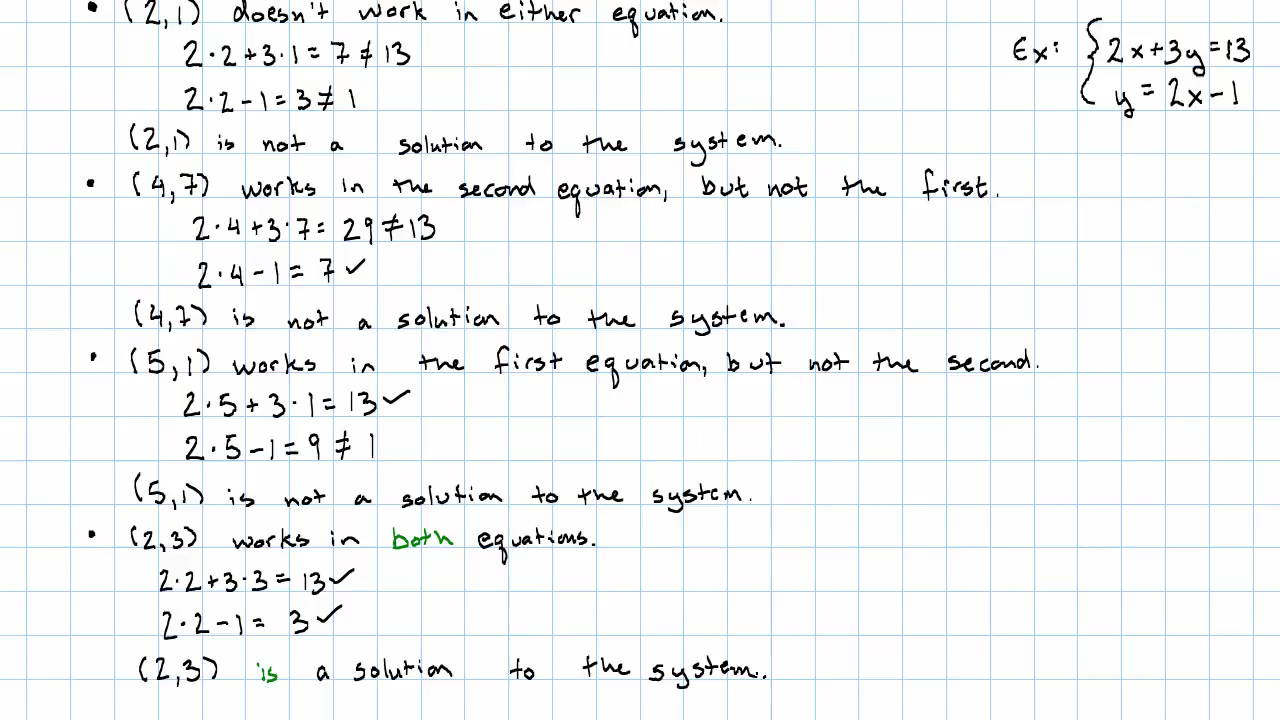 • (2,1) doesn't work in either equation.
2·2+3·1=7≠13
2·2-1=3≠1
(2,1) is not a solution to the system.
• (4,7) works in the second equation, but not the first.
2·4+3·7=29≠13
2·4-1=7✓
(4,7) is not a solution to the system.
• (5,1) works in the first equation, but not the second.
2·5+3·1=13✓
2·5-1=9≠1
(5,1) is not a solution to the system.
• (2,3) works in both equations.
2·2+3·3=13✓
2·2-1=3✓
(2,3) is a solution to the system.
Ex: { 2x+3y=13
y=2x-1